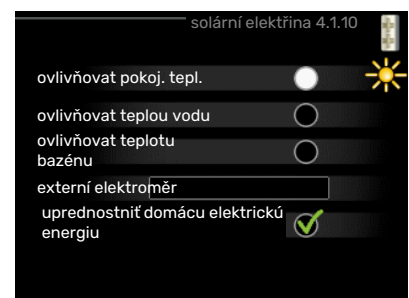 solární elektřina 4.1.10
ovlivňovat pokoj. tepl.
ovlivňovat teplou vodu
ovlivňovat teplotu
bazénu
externí elektroměr
uprednostniť domácu elektrickú
energiu